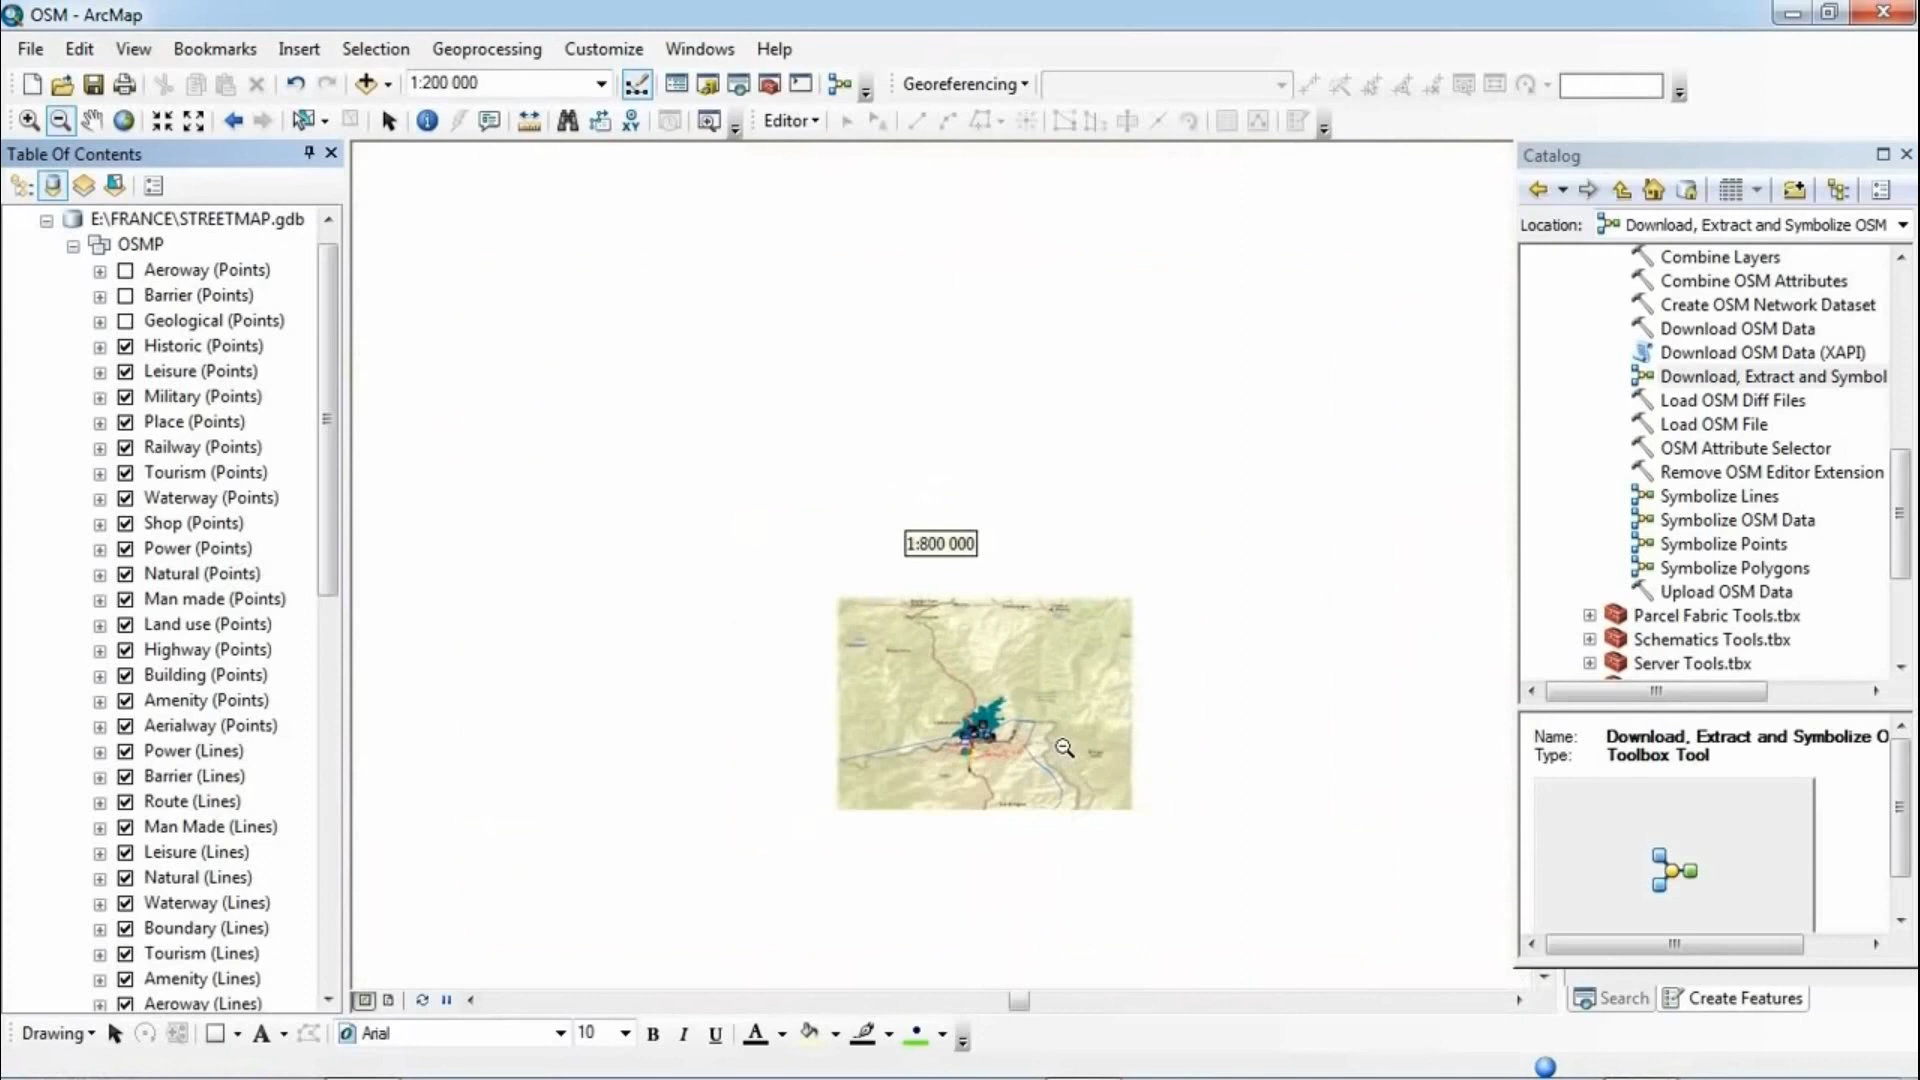 OSM - ArcMap
File Edit View Bookmarks Insert Selection Geoprocessing Customize Windows Help
1:200 000
Georeferencing
Editor
Table Of Contents
E:\FRANCE\STREETMAP.gdb
OSMP
Aeroway (Points)
Barrier (Points)
Geological (Points)
Historic (Points)
Leisure (Points)
Military (Points)
Place (Points)
Railway (Points)
Tourism (Points)
Waterway (Points)
Shop (Points)
Power (Points)
Natural (Points)
Man made (Points)
Land use (Points)
Highway (Points)
Building (Points)
Amenity (Points)
Aerialway (Points)
Power (Lines)
Barrier (Lines)
Route (Lines)
Man Made (Lines)
Leisure (Lines)
Natural (Lines)
Waterway (Lines)
Boundary (Lines)
Tourism (Lines)
Amenity (Lines)
Aeroway (Lines)
1:800 000
Catalog
Location: Download, Extract and Symbolize OSM
Combine Layers
Combine OSM Attributes
Create OSM Network Dataset
Download OSM Data
Download OSM Data (XAPI)
Download, Extract and Symbol
Load OSM Diff Files
Load OSM File
OSM Attribute Selector
Remove OSM Editor Extension
Symbolize Lines
Symbolize OSM Data
Symbolize Points
Symbolize Polygons
Upload OSM Data
Parcel Fabric Tools.tbx
Schematics Tools.tbx
Server Tools.tbx
Name: Download, Extract and Symbolize O
Type: Toolbox Tool
Search Create Features
Drawing A Arial 10 B I U A